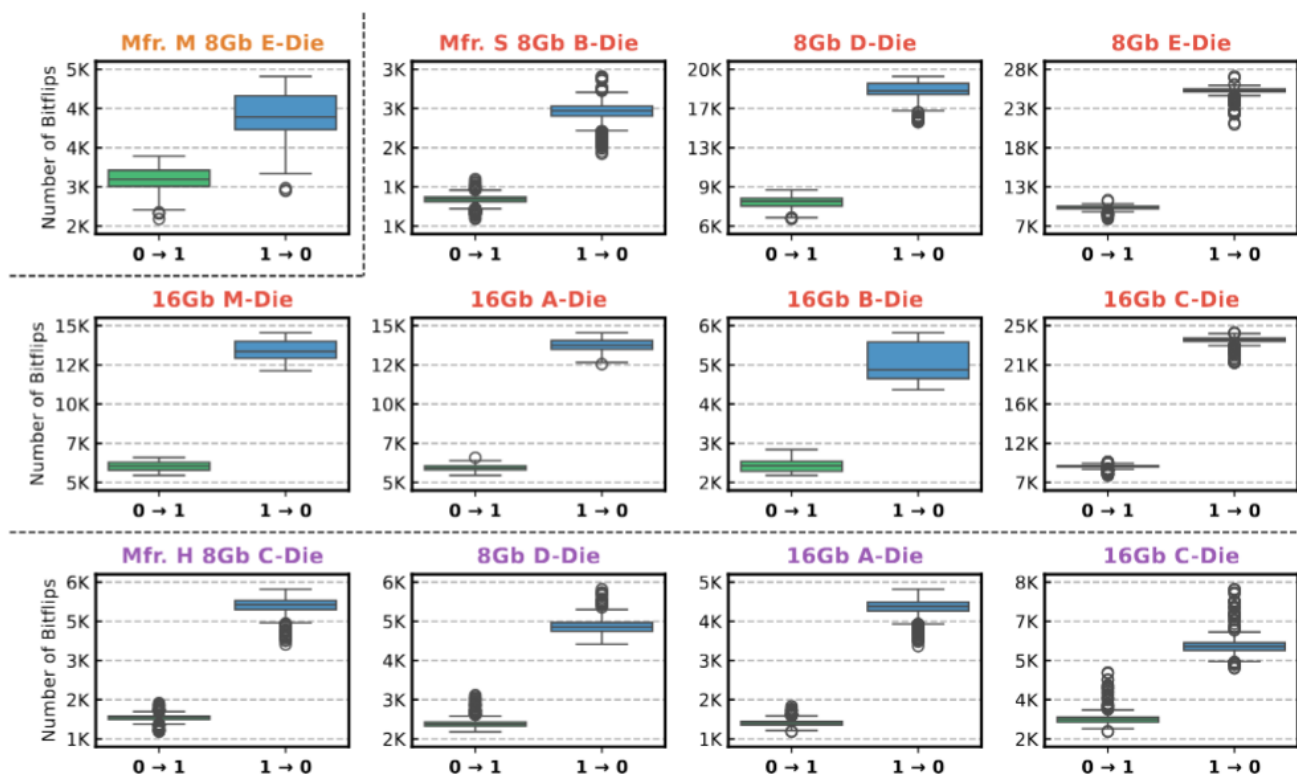 Mfr. M 8Gb E-Die
Number of Bitflips
5K
4K
4K
3K
2K
0 → 1 1 → 0
Mfr. S 8Gb B-Die
3K
3K
2K
1K
1K
0 → 1 1 → 0
8Gb D-Die
20K
17K
13K
9K
6K
0 → 1 1 → 0
8Gb E-Die
28K
23K
18K
13K
7K
0 → 1 1 → 0
16Gb M-Die
Number of Bitflips
15K
12K
10K
7K
5K
0 → 1 1 → 0
16Gb A-Die
15K
12K
10K
7K
5K
0 → 1 1 → 0
16Gb B-Die
6K
5K
4K
3K
2K
0 → 1 1 → 0
16Gb C-Die
25K
21K
16K
12K
7K
0 → 1 1 → 0
Mfr. H 8Gb C-Die
Number of Bitflips
6K
5K
3K
2K
1K
0 → 1 1 → 0
8Gb D-Die
6K
5K
4K
3K
2K
0 → 1 1 → 0
16Gb A-Die
5K
4K
3K
2K
1K
0 → 1 1 → 0
16Gb C-Die
8K
7K
5K
4K
2K
0 → 1 1 → 0